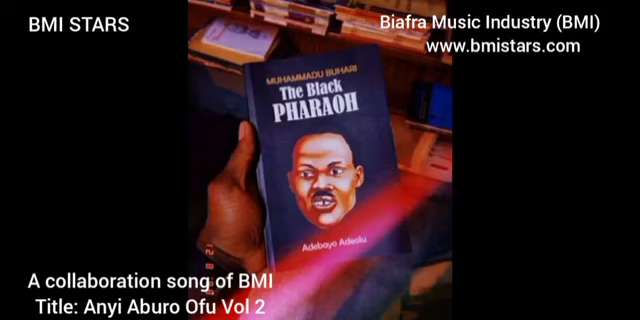 BMI STARS
Biafra Music Industry (BMI)
www.bmistars.com
MUHAMMADU BUHARI
The Black
PHARAOH
Adebayo Adeolu
A collaboration song of BMI
Title: Anyi Aburo Ofu Vol 2